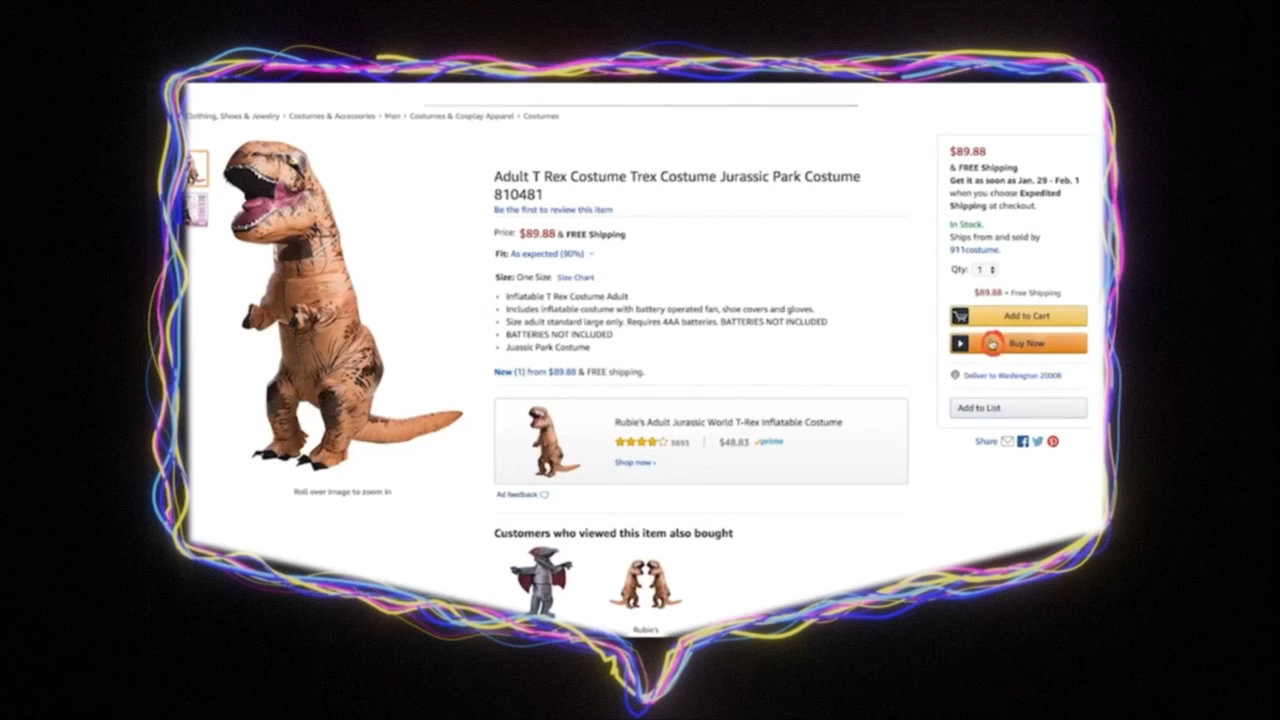 Clothing, Shoes & Jewelry › Costumes & Accessories › Men › Costumes & Cosplay Apparel › Costumes
Adult T Rex Costume Trex Costume Jurassic Park Costume
810481
Be the first to review this item
Price: $89.88 & FREE Shipping
Fit: As expected (90%)
Size: One Size Size Chart
• Inflatable T Rex Costume Adult
• Includes inflatable costume with battery operated fan, shoe covers and gloves.
• Size adult standard large only. Requires 4AA batteries. BATTERIES NOT INCLUDED
• BATTERIES NOT INCLUDED
• Juassic Park Costume
New (1) from $89.88 & FREE shipping.
Rubie's Adult Jurassic World T-Rex Inflatable Costume
$48.83 prime
Shop now ›
Ad feedback
Customers who viewed this item also bought
Rubie's
Roll over image to zoom in
$89.88
& FREE Shipping
Get it as soon as Jan. 29 - Feb. 1
when you choose Expedited
Shipping at checkout.
In Stock.
Ships from and sold by
911costume.
Qty: 1
$89.88 + Free Shipping
Add to Cart
Buy Now
Deliver to Washington 20008
Add to List
Share